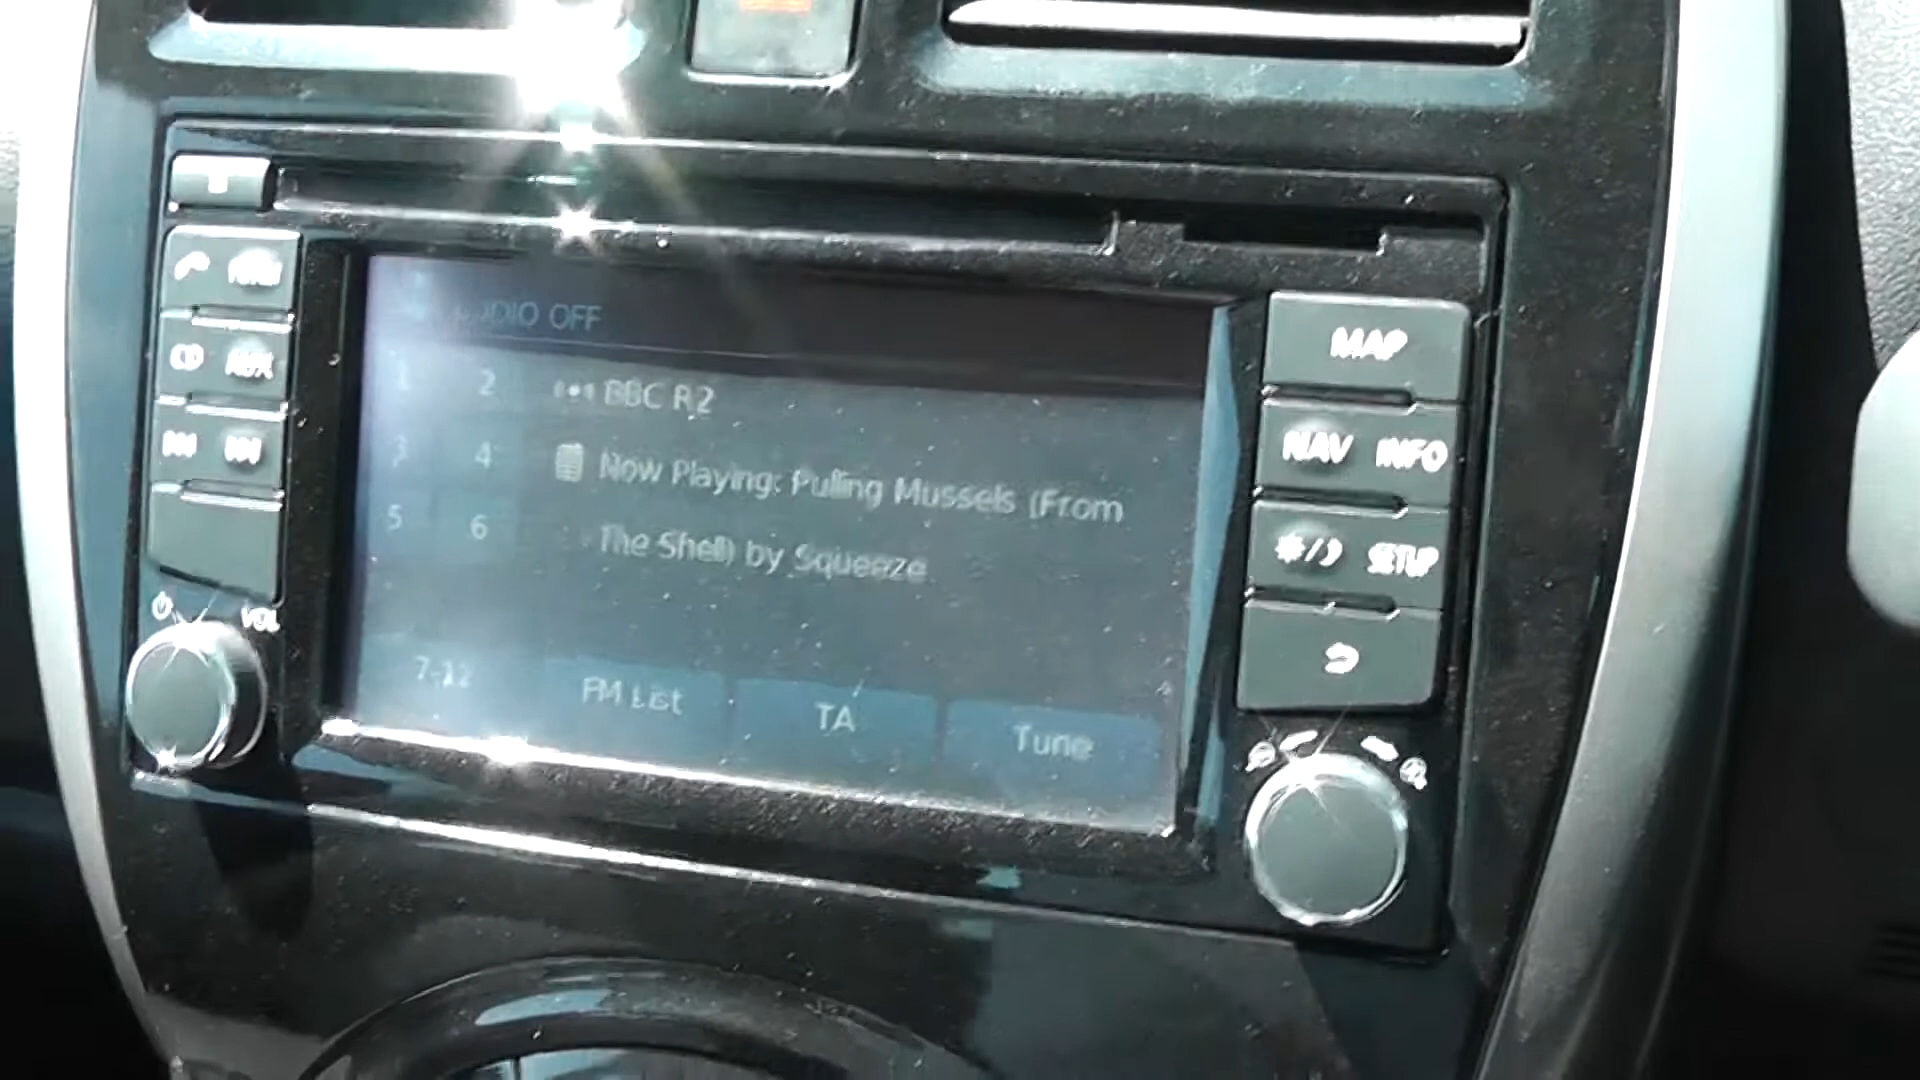 AUDIO OFF
1 2 BBC R2
3 4 Now Playing: Pulling Mussels (From
The Shell) by Squeeze
5 6
7-12 FM List TA Tune
CD AUX
VOL
MAP
NAV INFO
SETUP